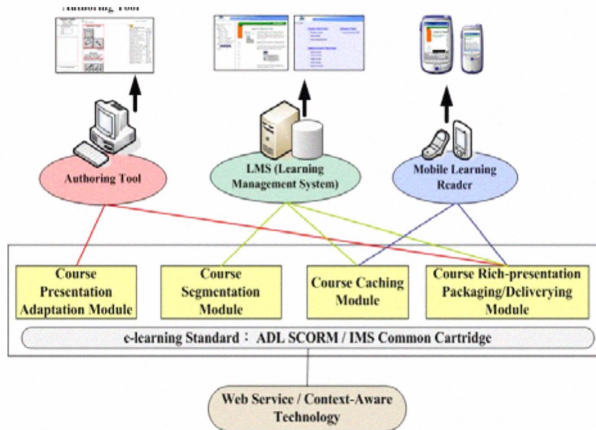 Authoring Tool
Authoring Tool
LMS (Learning
Management System)
Mobile Learning
Reader
Course
Presentation
Adaptation Module
Course
Segmentation
Module
Course Caching
Module
Course Rich-presentation
Packaging/Deliverying
Module
e-learning Standard： ADL SCORM / IMS Common Cartridge
Web Service / Context-Aware
Technology